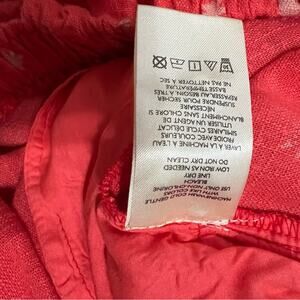 MACHINE WASH COLD GENTLE
WITH LIKE COLORS
USE ONLY NON-CHLORINE
BLEACH
LINE DRY
LOW IRON AS NEEDED
DO NOT DRY CLEAN
LAVER A LA MACHINE A L'EAU
FROIDE AVEC COULEURS
SIMILAIRES CYCLE DELICAT
UTILISER UN AGENT DE
BLANCHIMENT SANS CHLORE SI
NECESSAIRE
SUSPENDRE POUR SECHER
REPASSER AU BESOIN A TRES
BASSE TEMPERATURE
NE PAS NETTOYER A SEC